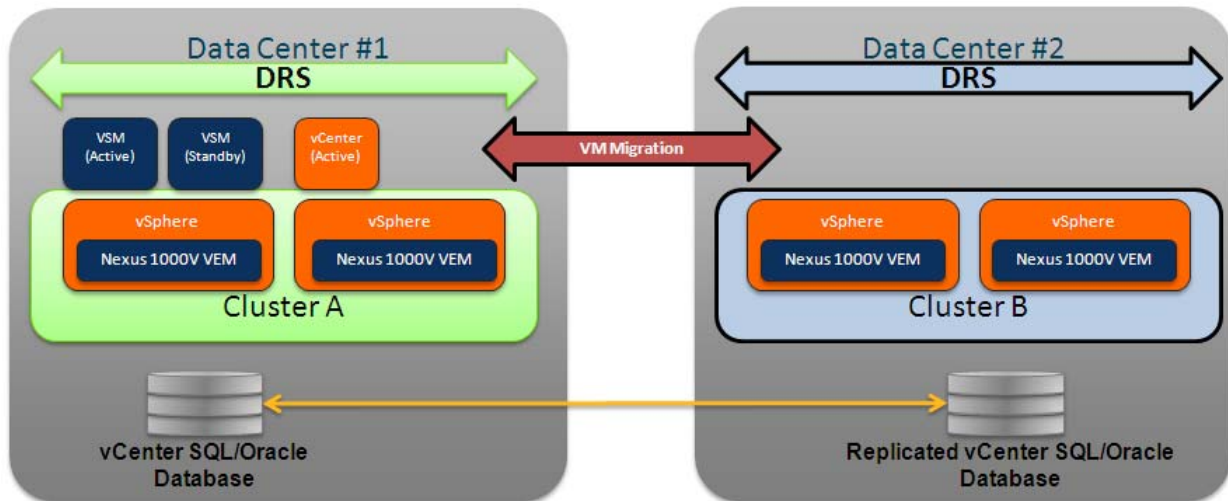 Data Center #1
DRS
VSM
(Active)
VSM
(Standby)
vCenter
(Active)
vSphere
Nexus 1000V VEM
vSphere
Nexus 1000V VEM
Cluster A
vCenter SQL/Oracle
Database
VM Migration
Data Center #2
DRS
vSphere
Nexus 1000V VEM
vSphere
Nexus 1000V VEM
Cluster B
Replicated vCenter SQL/Oracle
Database